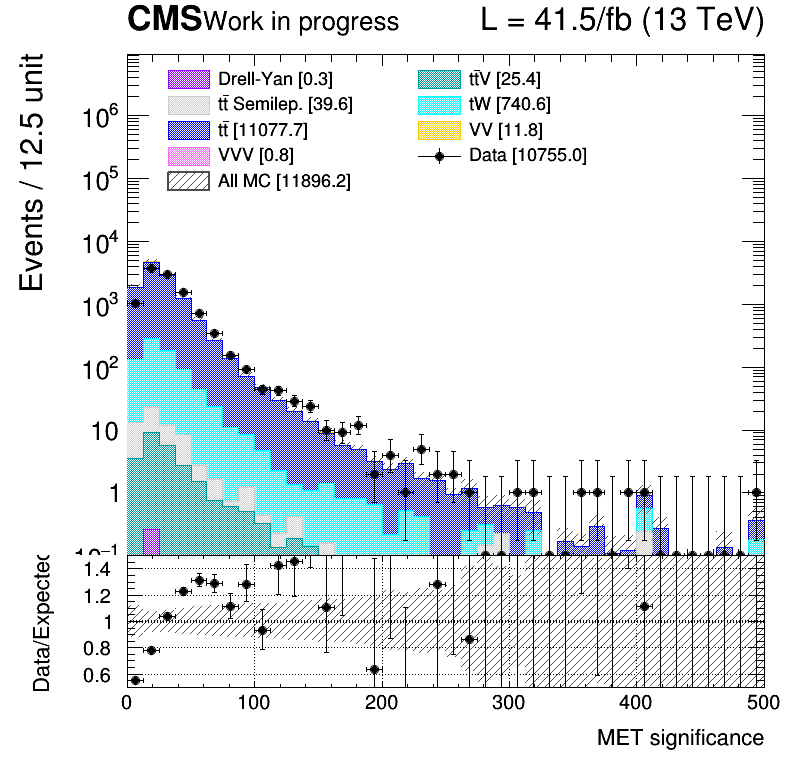 CMS Work in progress L = 41.5/fb (13 TeV)
Events / 12.5 unit
Drell-Yan [0.3]
tt̄ Semilep. [39.6]
tt̄ [11077.7]
VVV [0.8]
All MC [11896.2]
tt̄V [25.4]
tW [740.6]
VV [11.8]
Data [10755.0]
10⁶
10⁵
10⁴
10³
10²
10
1
10⁻¹
Data/Expected
1.4
1.2
1
0.8
0.6
0 100 200 300 400 500
MET significance